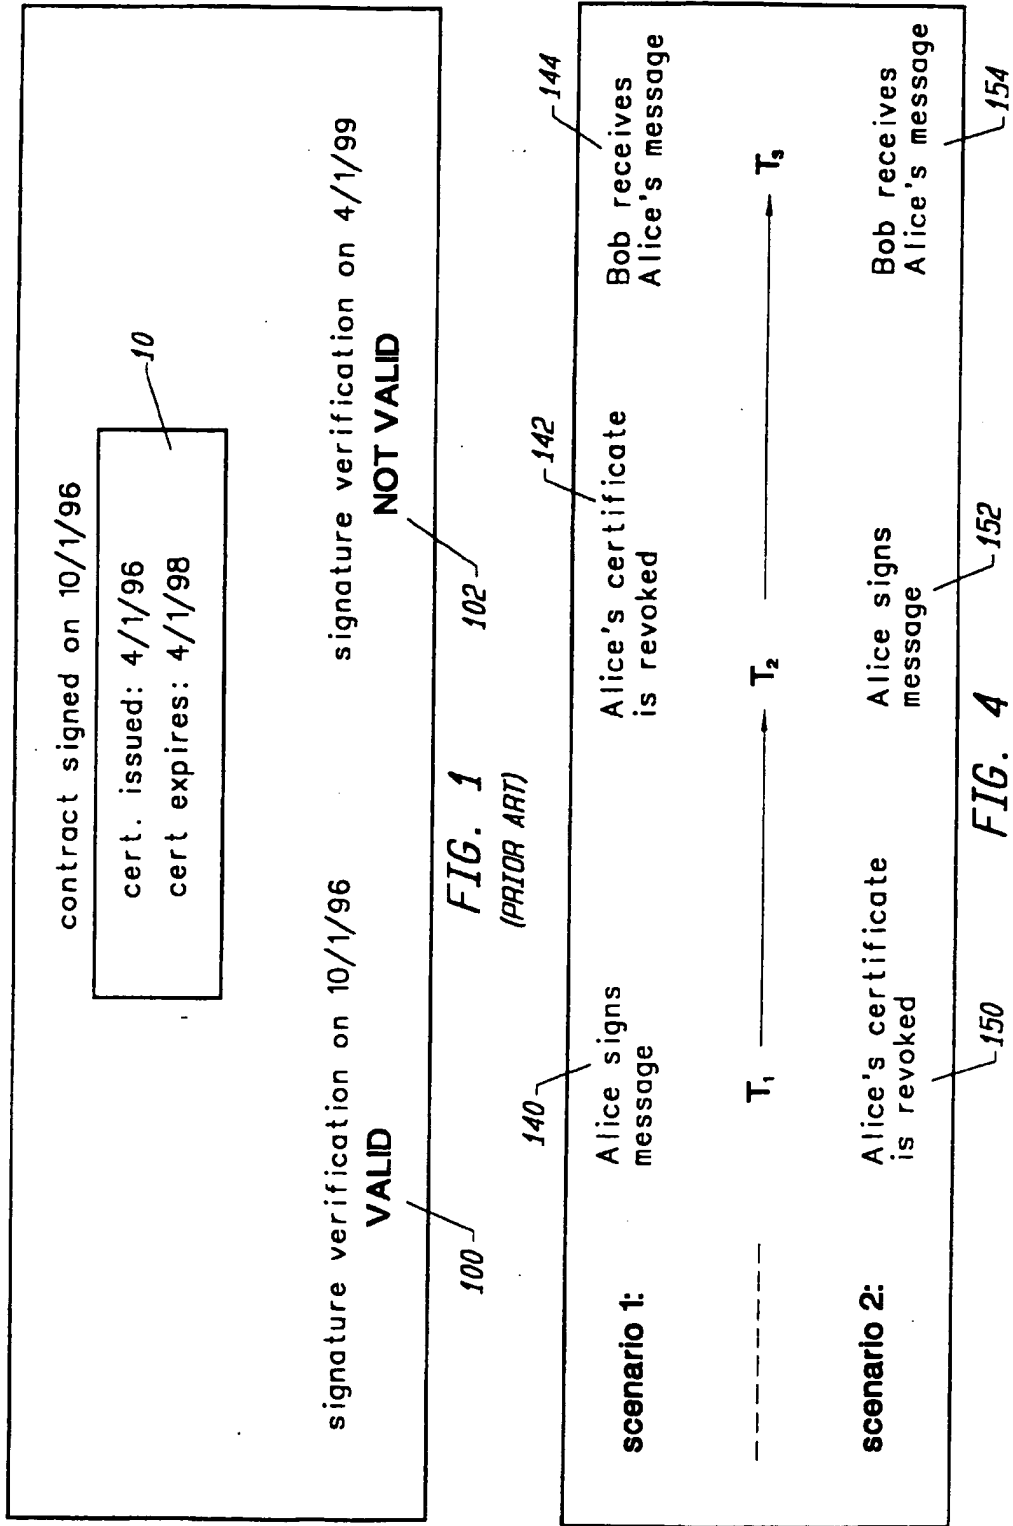 contract signed on 10/1/96
cert. issued: 4/1/96
cert expires: 4/1/98
10
signature verification on 10/1/96
VALID
signature verification on 4/1/99
NOT VALID
100
102
FIG. 1
(PRIOR ART)
140
142
144
scenario 1:
Alice signs
message
Alice's certificate
is revoked
Bob receives
Alice's message
T₁
T₂
T₃
scenario 2:
Alice's certificate
is revoked
Alice signs
message
Bob receives
Alice's message
150
152
154
FIG. 4